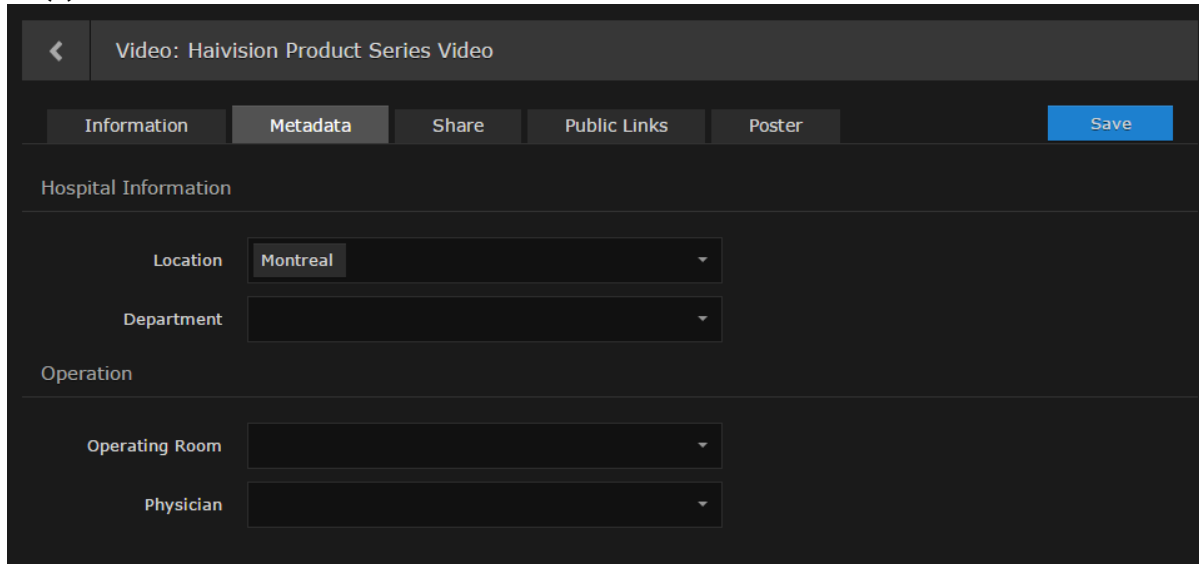 Video: Haivision Product Series Video
Information Metadata Share Public Links Poster Save
Hospital Information
Location Montreal
Department
Operation
Operating Room
Physician